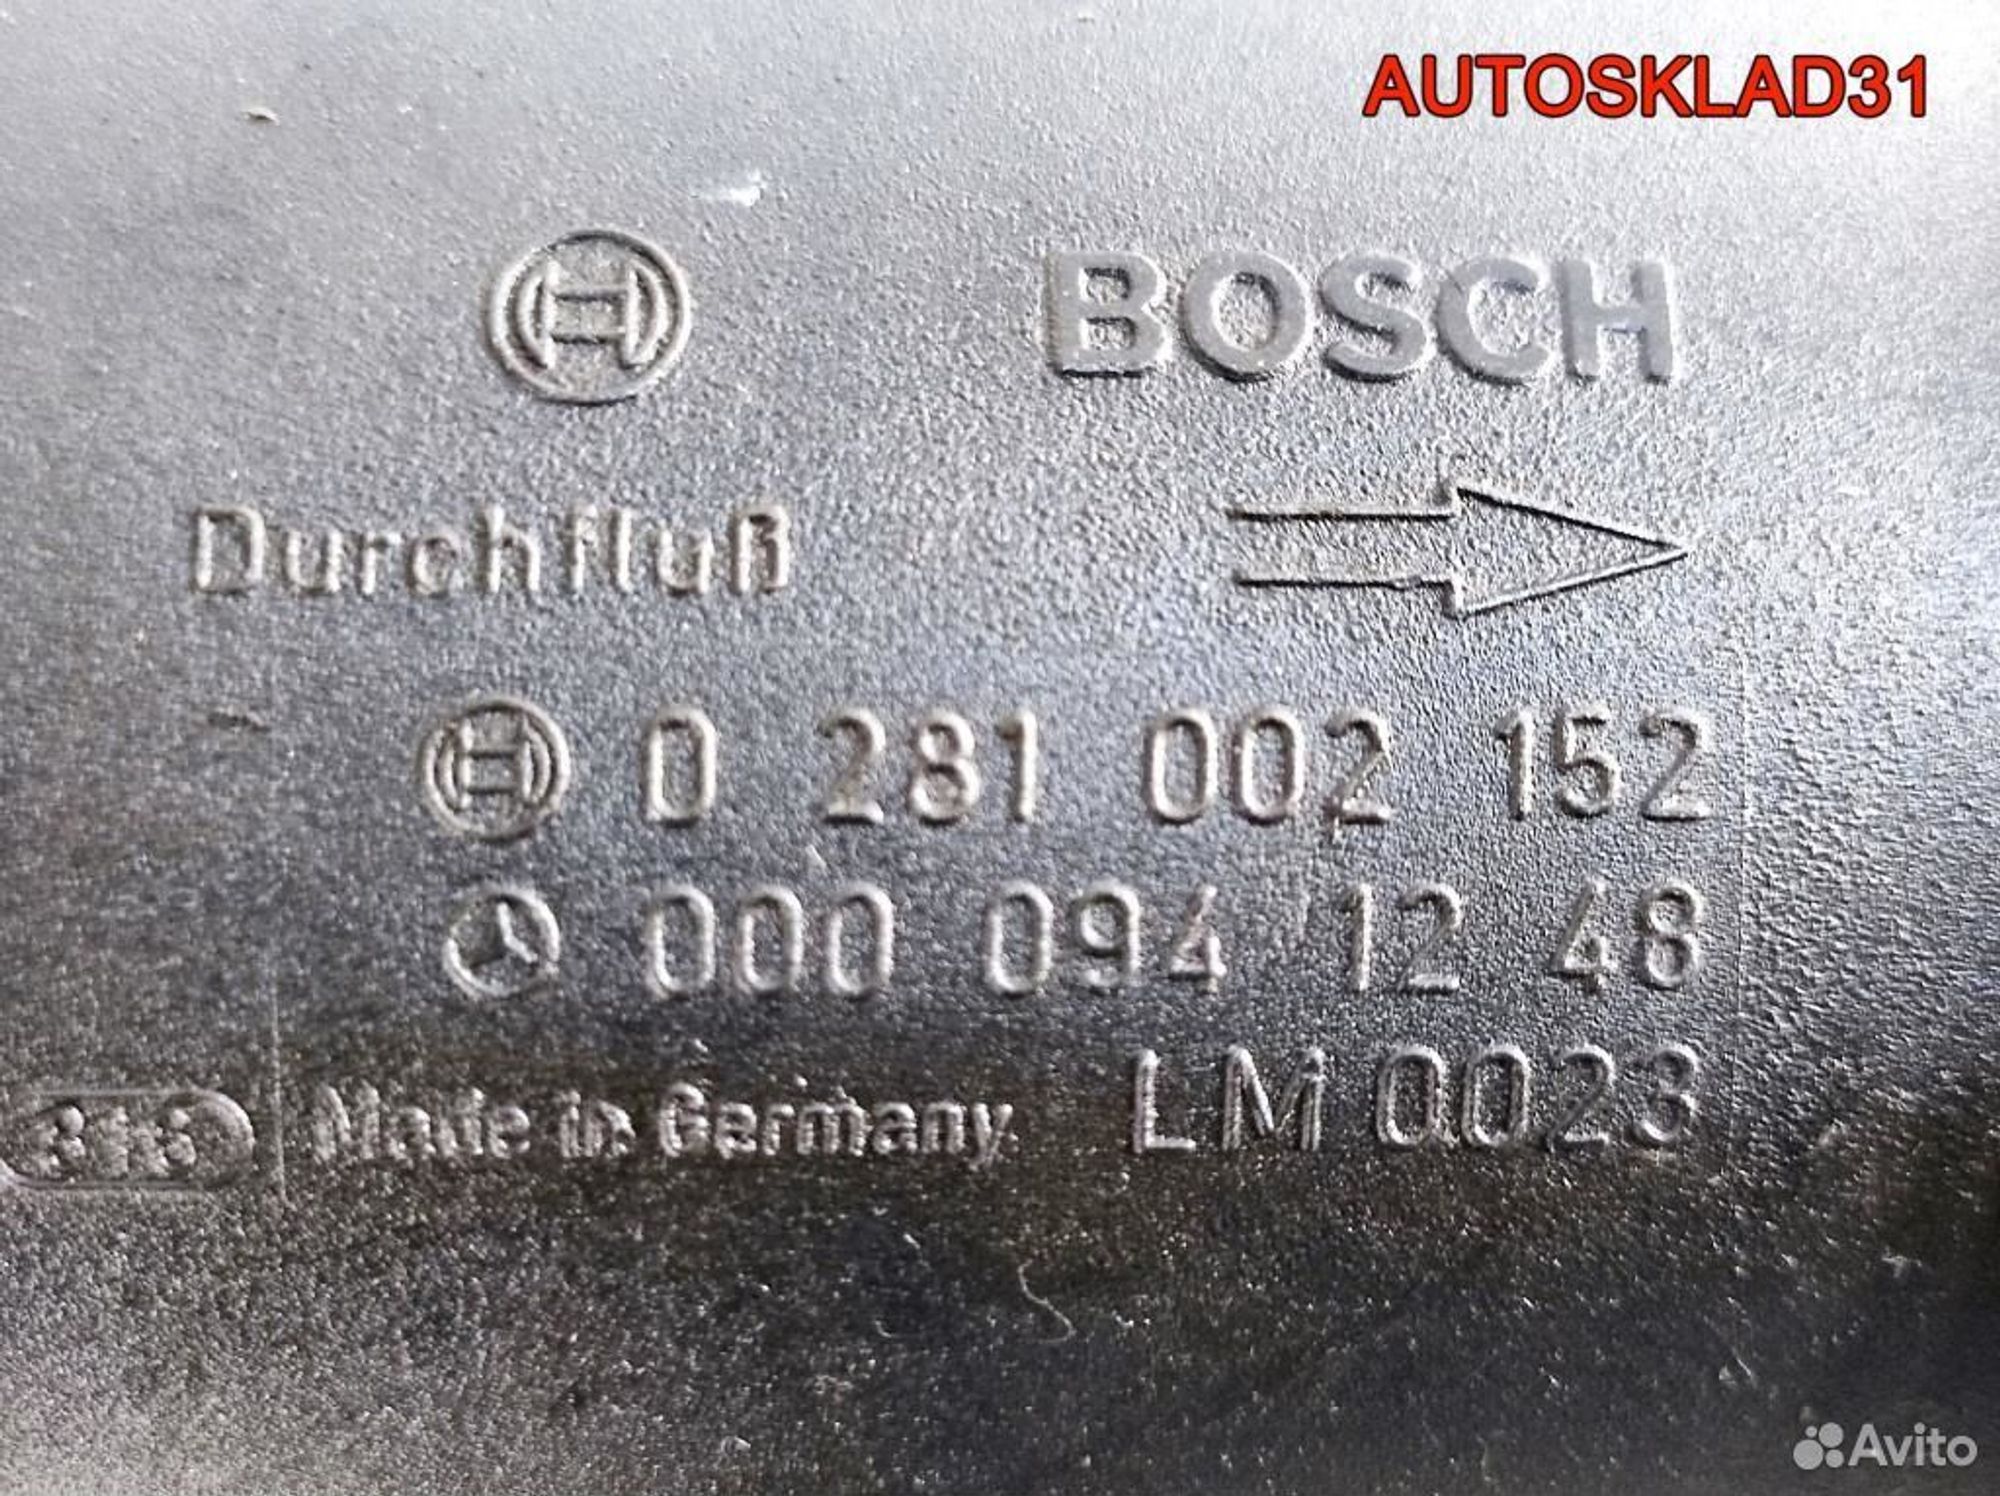 AUTOSKLAD31
BOSCH
Durchfluß
0 281 002 152
000 094 12 48
Made in Germany LM 0023
Avito